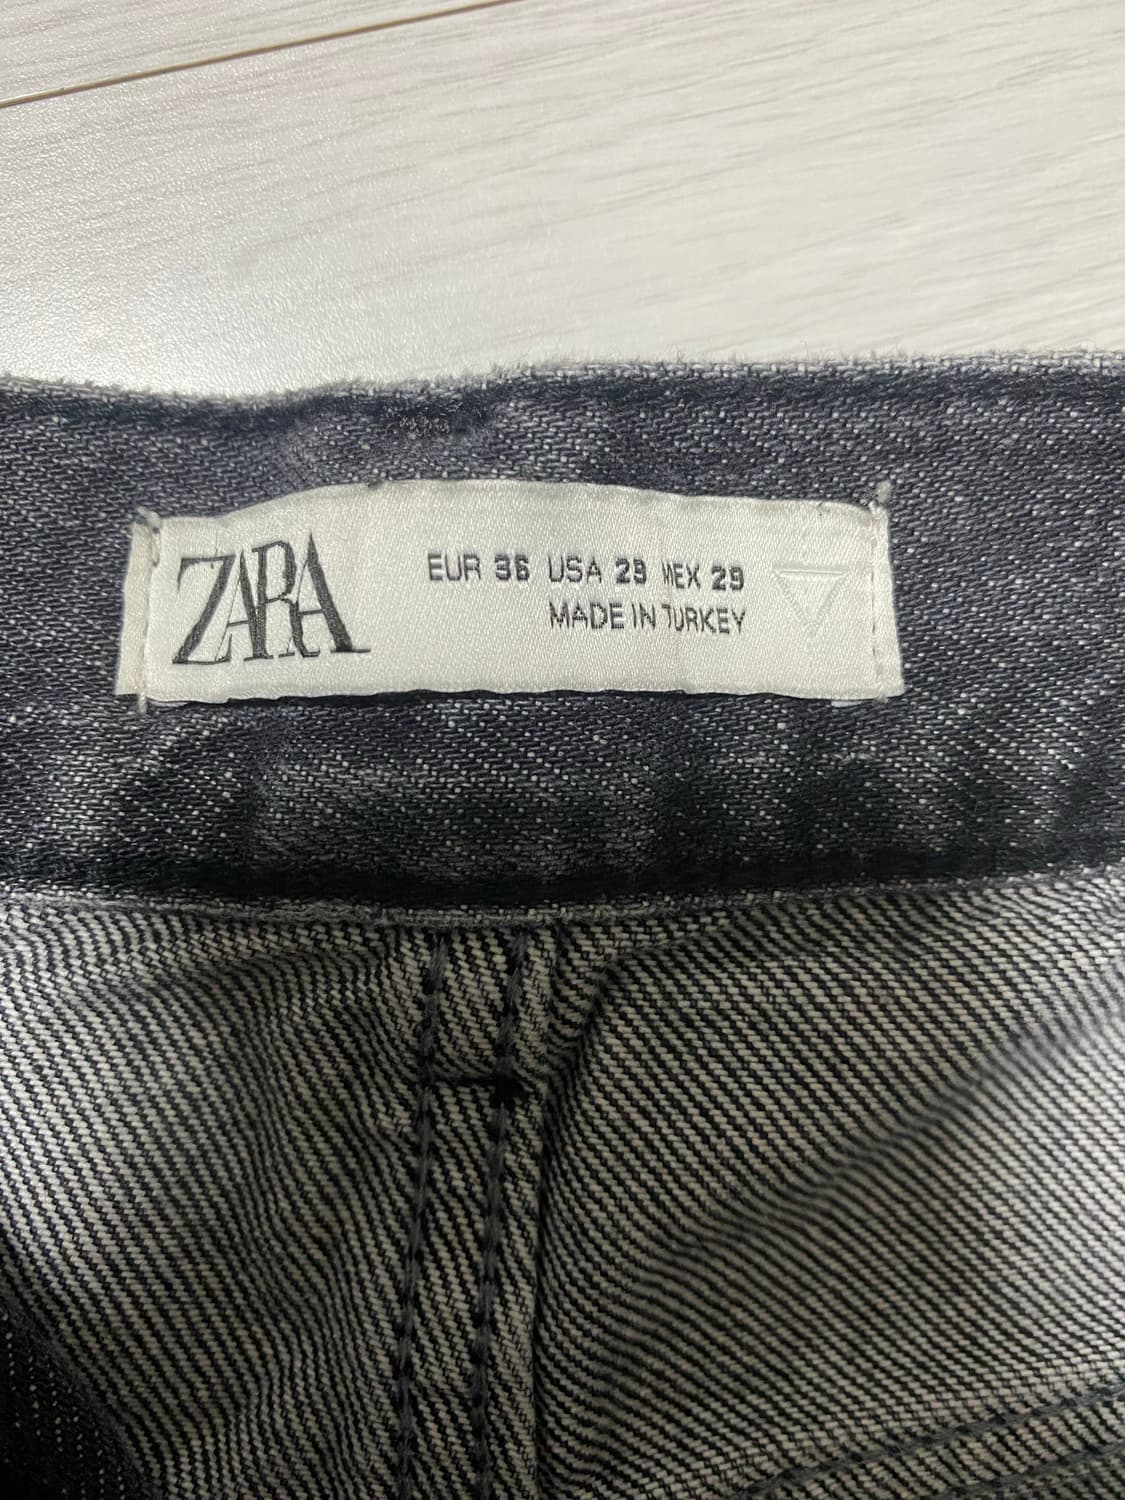 ZARA
EUR 36 USA 29 MEX 29
MADE IN TURKEY